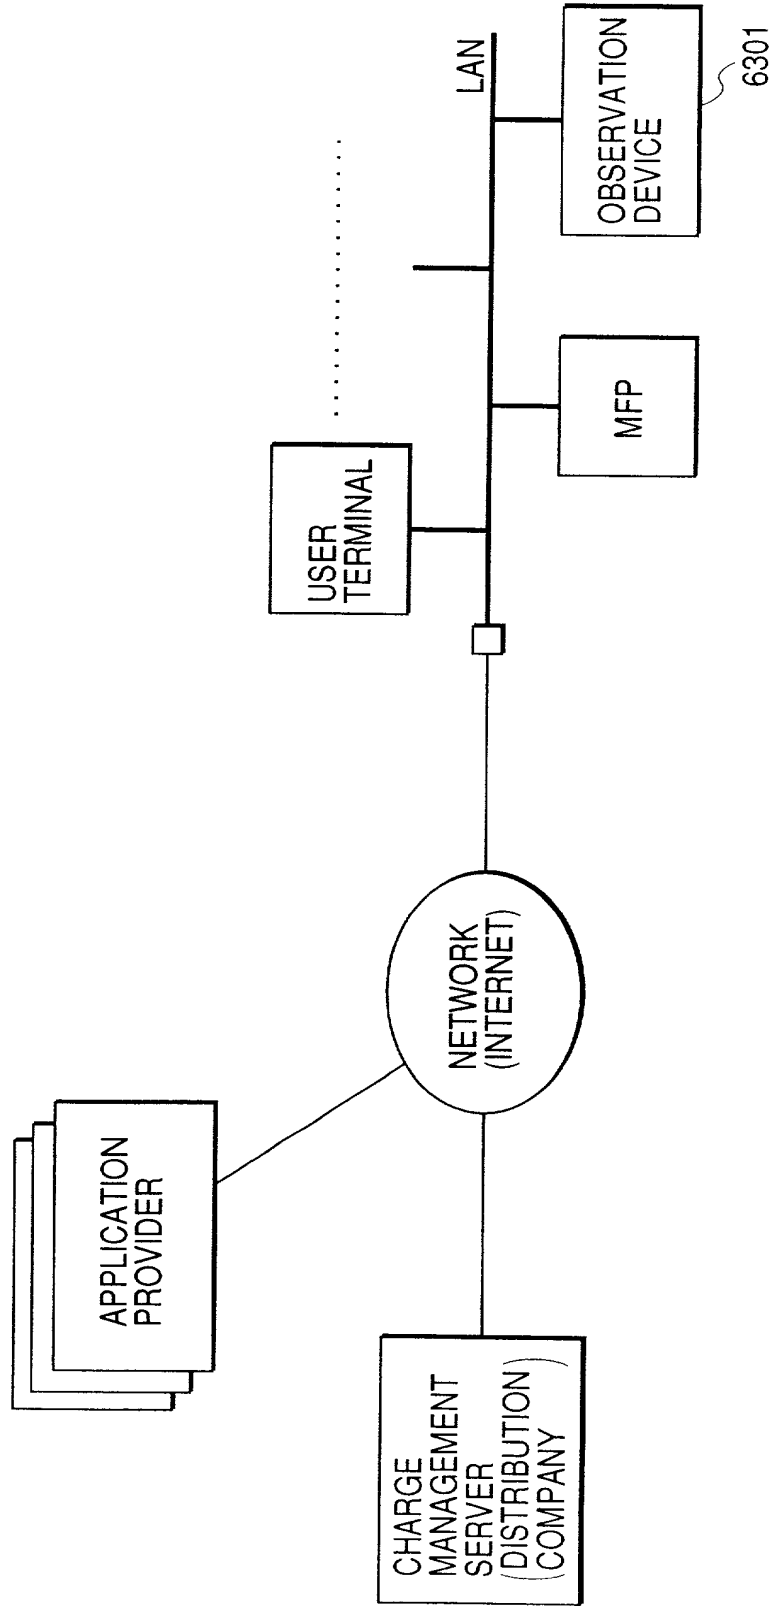 APPLICATION
PROVIDER
CHARGE
MANAGEMENT
SERVER
(DISTRIBUTION
COMPANY)
NETWORK
(INTERNET)
USER
TERMINAL
LAN
MFP
OBSERVATION
DEVICE
6301